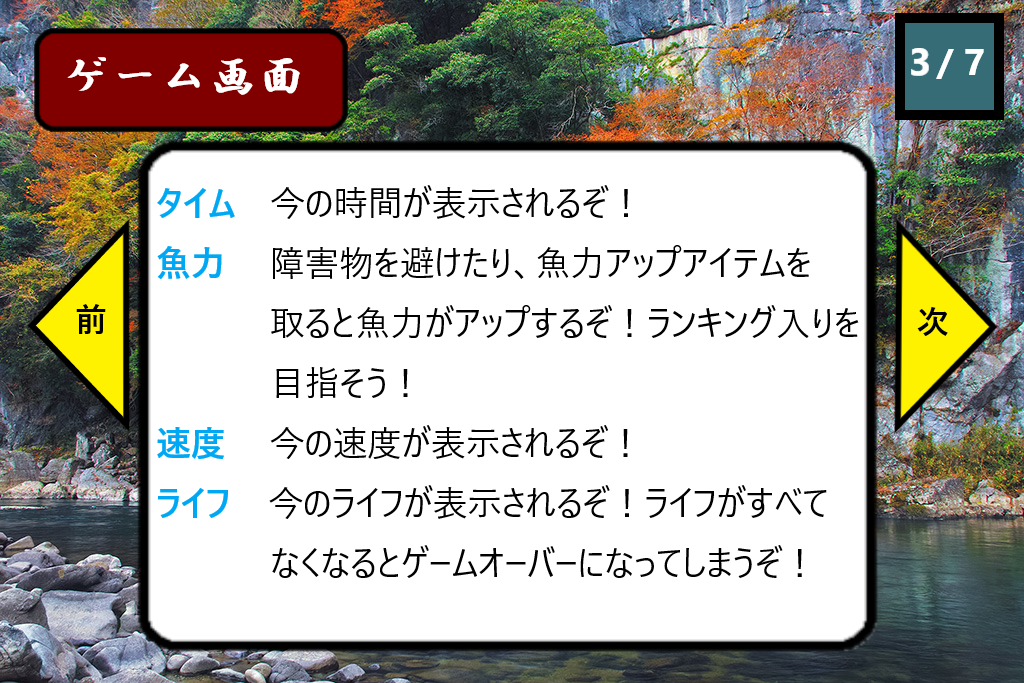 ゲーム画面
3 / 7
タイム 今の時間が表示されるぞ！
魚力 障害物を避けたり、魚力アップアイテムを
取ると魚力がアップするぞ！ランキング入りを
目指そう！
速度 今の速度が表示されるぞ！
ライフ 今のライフが表示されるぞ！ライフがすべて
なくなるとゲームオーバーになってしまうぞ！
前
次